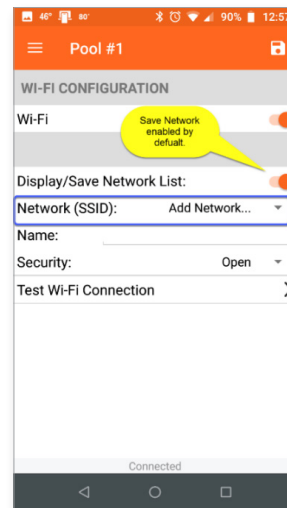 46° 80° 90% 12:57
Pool #1
WI-FI CONFIGURATION
Wi-Fi
Save Network
enabled by
defualt.
Display/Save Network List:
Network (SSID): Add Network...
Name:
Security: Open
Test Wi-Fi Connection
Connected